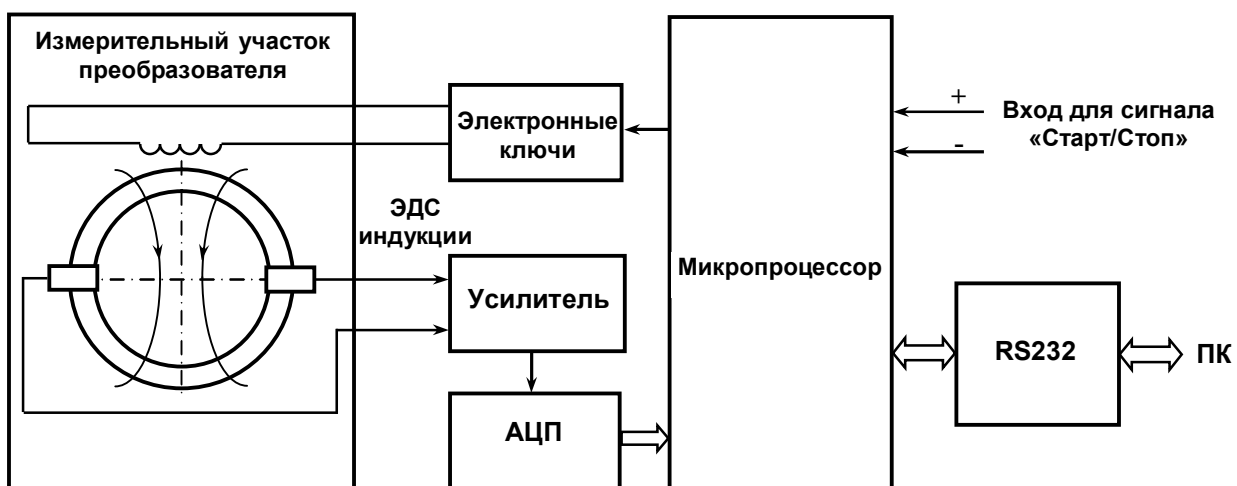 Измерительный участок
преобразователя
Электронные
ключи
+
-
Вход для сигнала
«Старт/Стоп»
ЭДС
индукции
Усилитель
Микропроцессор
RS232
ПК
АЦП